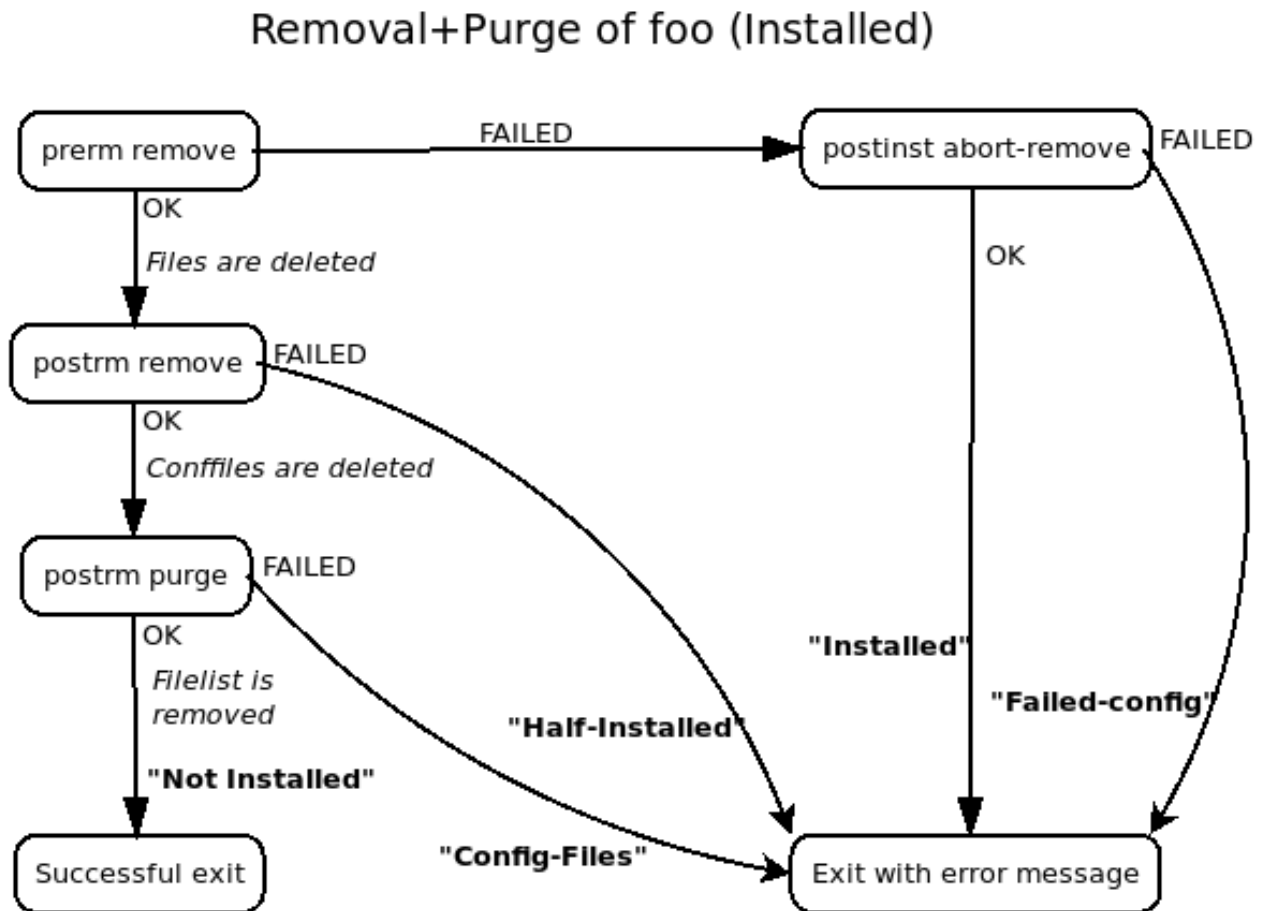 Removal+Purge of foo (Installed)
prerm remove
FAILED
postinst abort-remove
FAILED
OK
Files are deleted
OK
postrm remove
FAILED
OK
Conffiles are deleted
postrm purge
FAILED
OK
Filelist is
removed
"Installed"
"Failed-config"
"Half-Installed"
"Not Installed"
"Config-Files"
Successful exit
Exit with error message